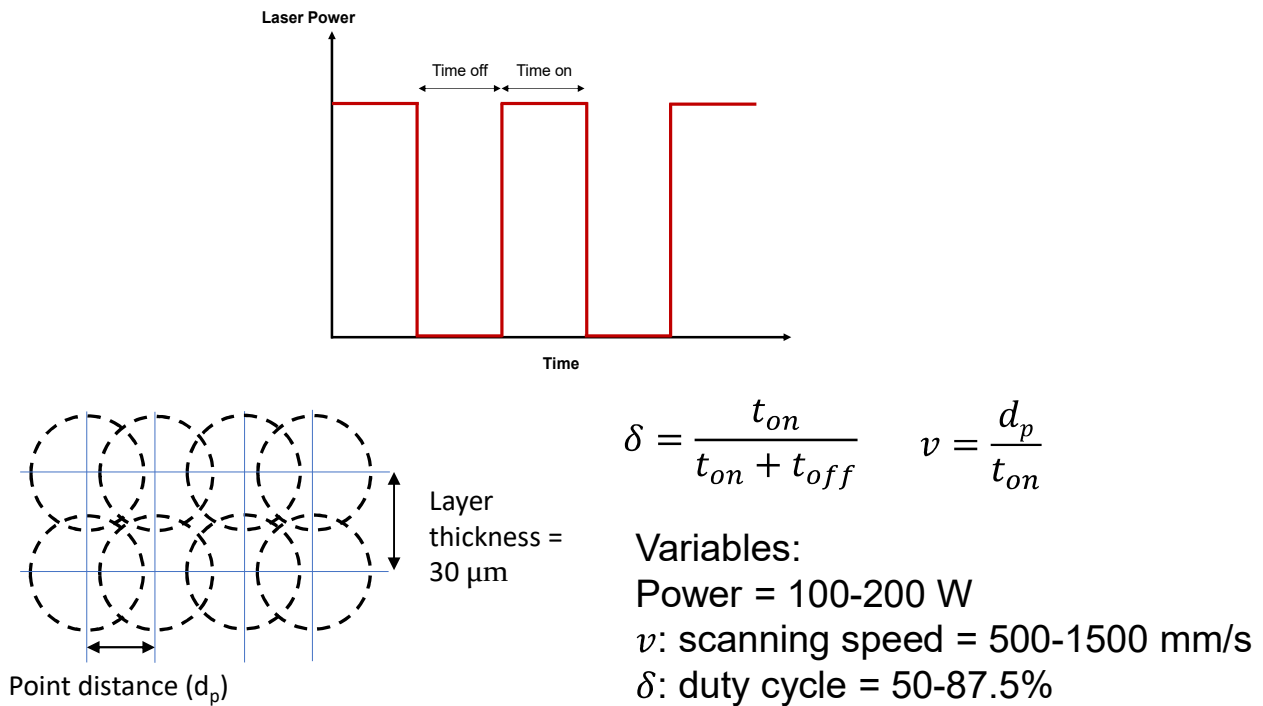 Laser Power
Time off
Time on
Time
δ = t_on / (t_on + t_off)
v = d_p / t_on
Layer
thickness =
30 μm
Point distance (d_p)
Variables:
Power = 100-200 W
v: scanning speed = 500-1500 mm/s
δ: duty cycle = 50-87.5%